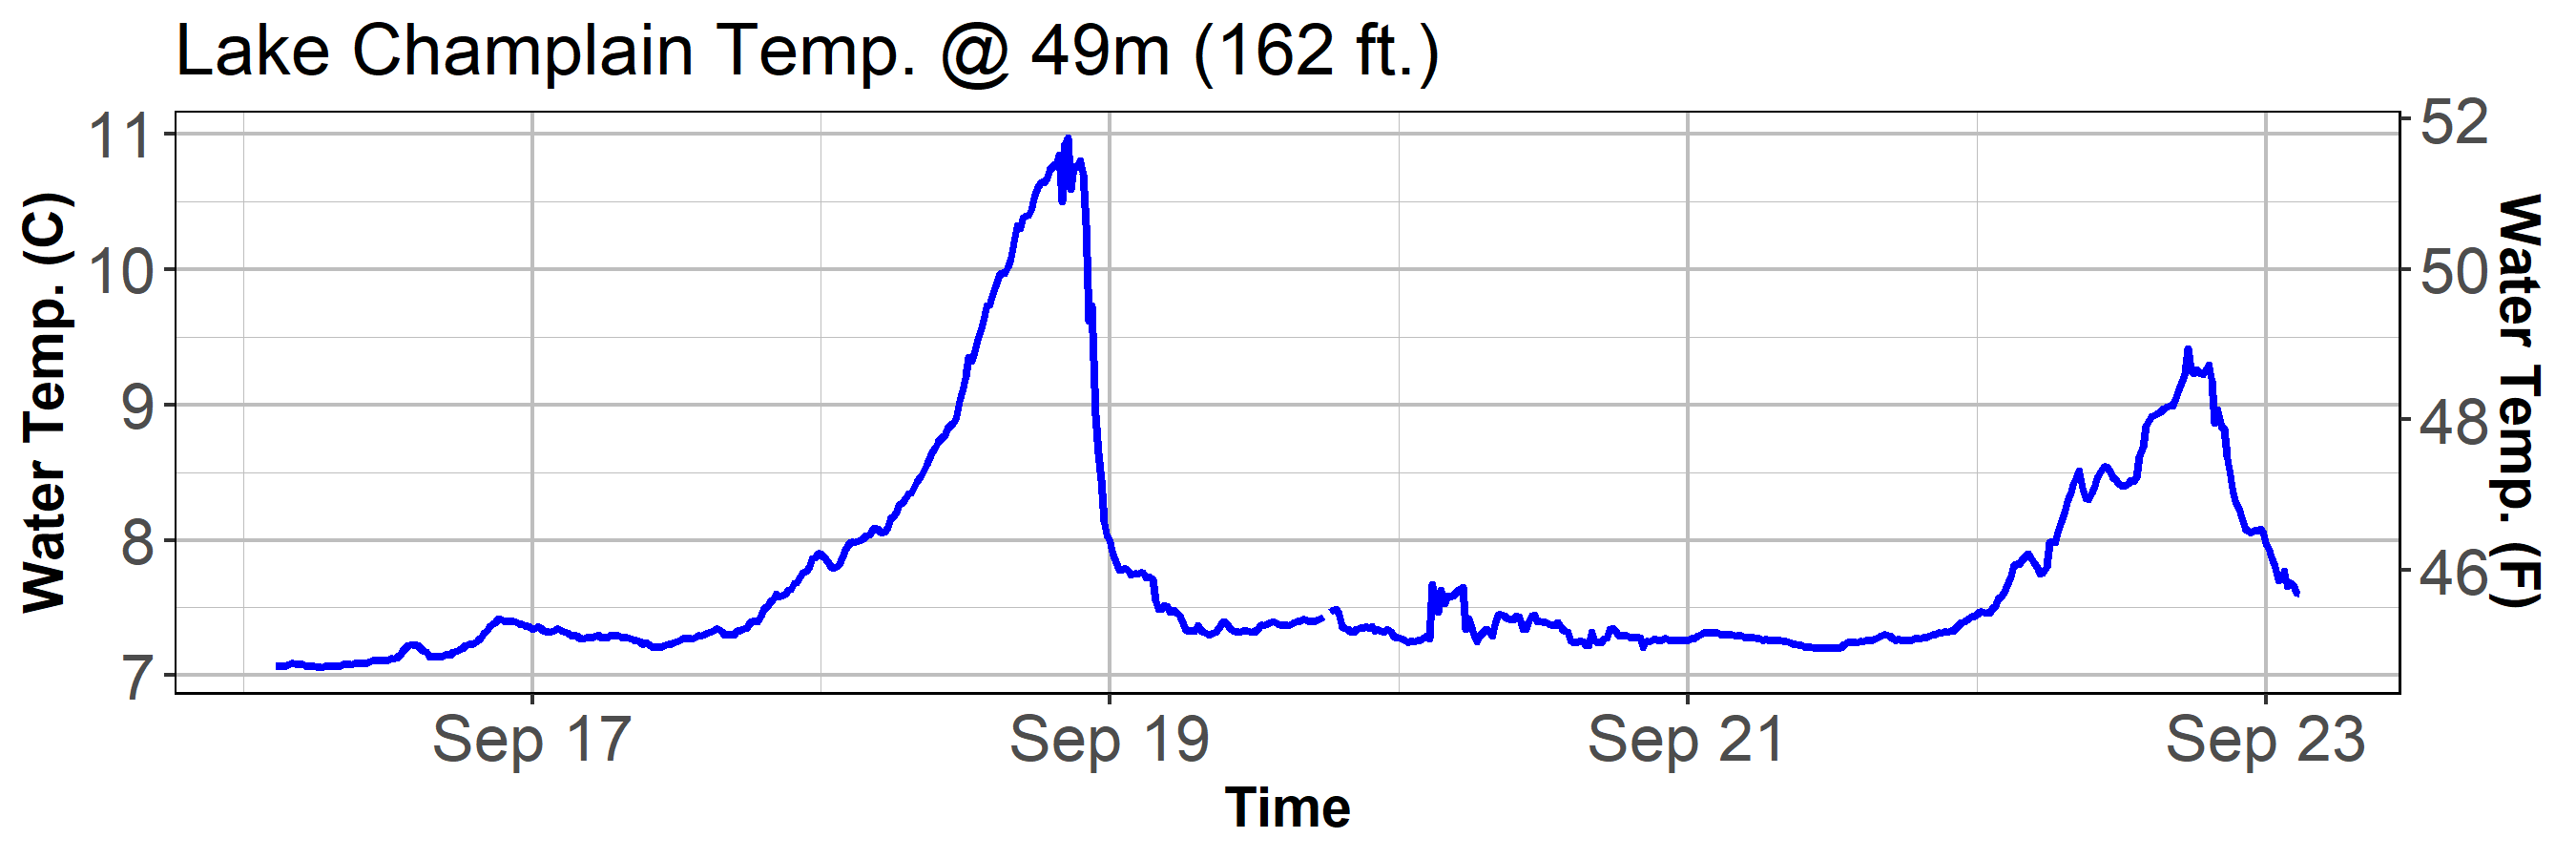 Lake Champlain Temp. @ 49m (162 ft.)
Water Temp. (C)
11
10
9
8
7
52
50
48
46
Water Temp. (F)
Sep 17
Sep 19
Sep 21
Sep 23
Time